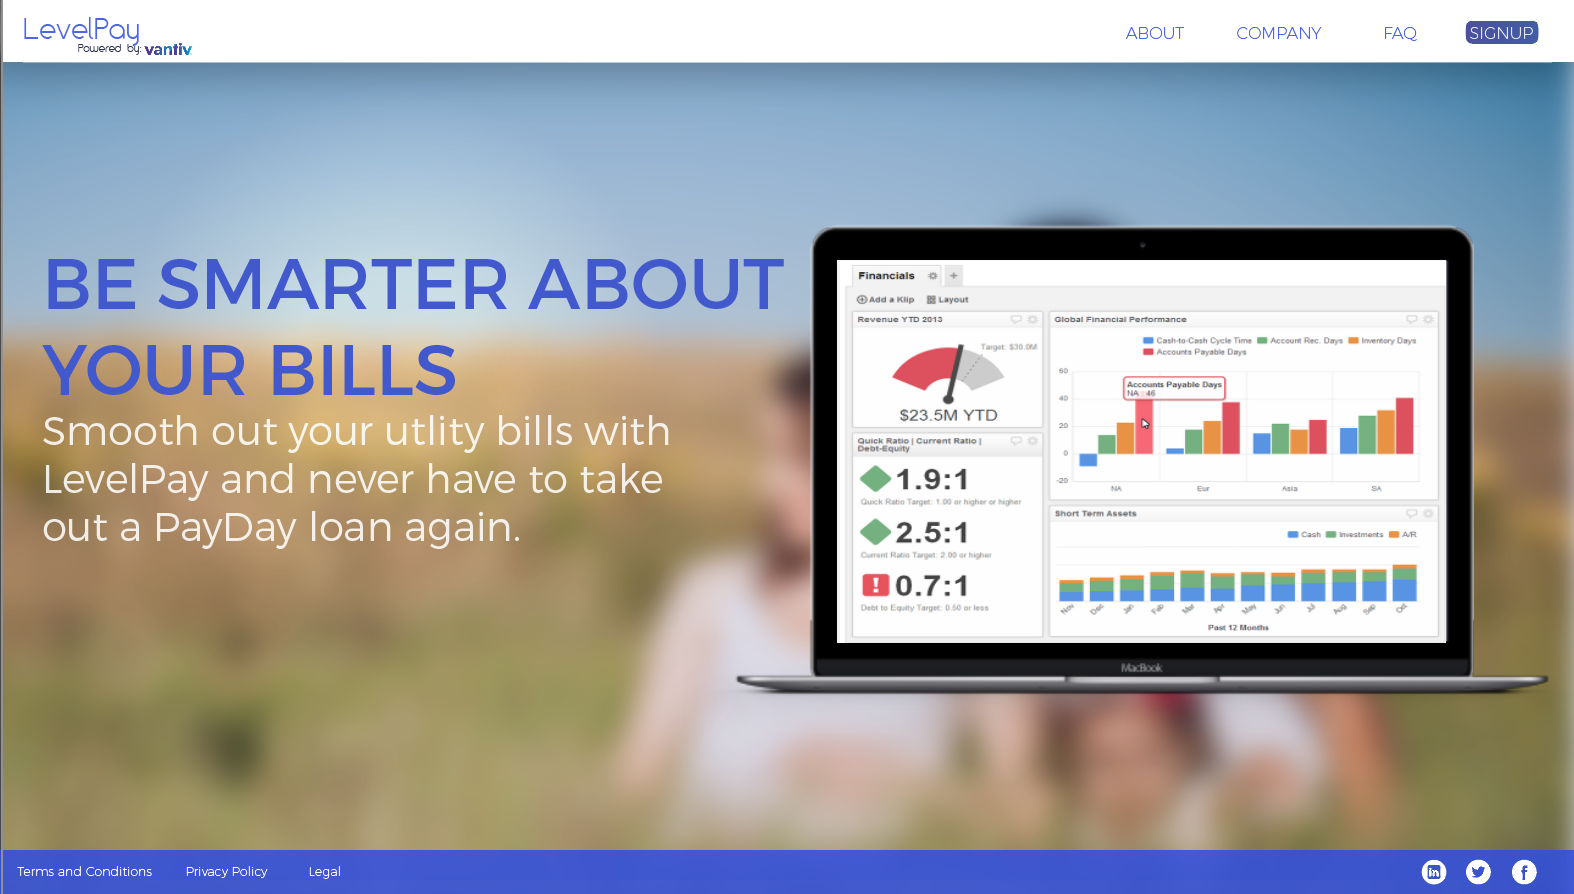 LevelPay
Powered by: vantiv
ABOUT
COMPANY
FAQ
SIGNUP
BE SMARTER ABOUT
YOUR BILLS
Smooth out your utlity bills with
LevelPay and never have to take
out a PayDay loan again.
Financials
Add a Klip
Layout
Revenue YTD 2013
Target: $30.0M
$23.5M YTD
Quick Ratio | Current Ratio |
Debt-Equity
1.9:1
Quick Ratio Target: 1.00 or higher or higher
2.5:1
Current Ratio Target: 2.00 or higher
! 0.7:1
Debt to Equity Target: 0.50 or less
Global Financial Performance
Cash-to-Cash Cycle Time Account Rec. Days Inventory Days
Accounts Payable Days
60
Accounts Payable Days
NA : 46
40
20
0
-20
NA Eur Asia SA
Short Term Assets
Cash Investments A/R
Nov Dec Jan Feb Mar Apr May Jun Jul Aug Sep Oct
Past 12 Months
MacBook
Terms and Conditions
Privacy Policy
Legal
in
f